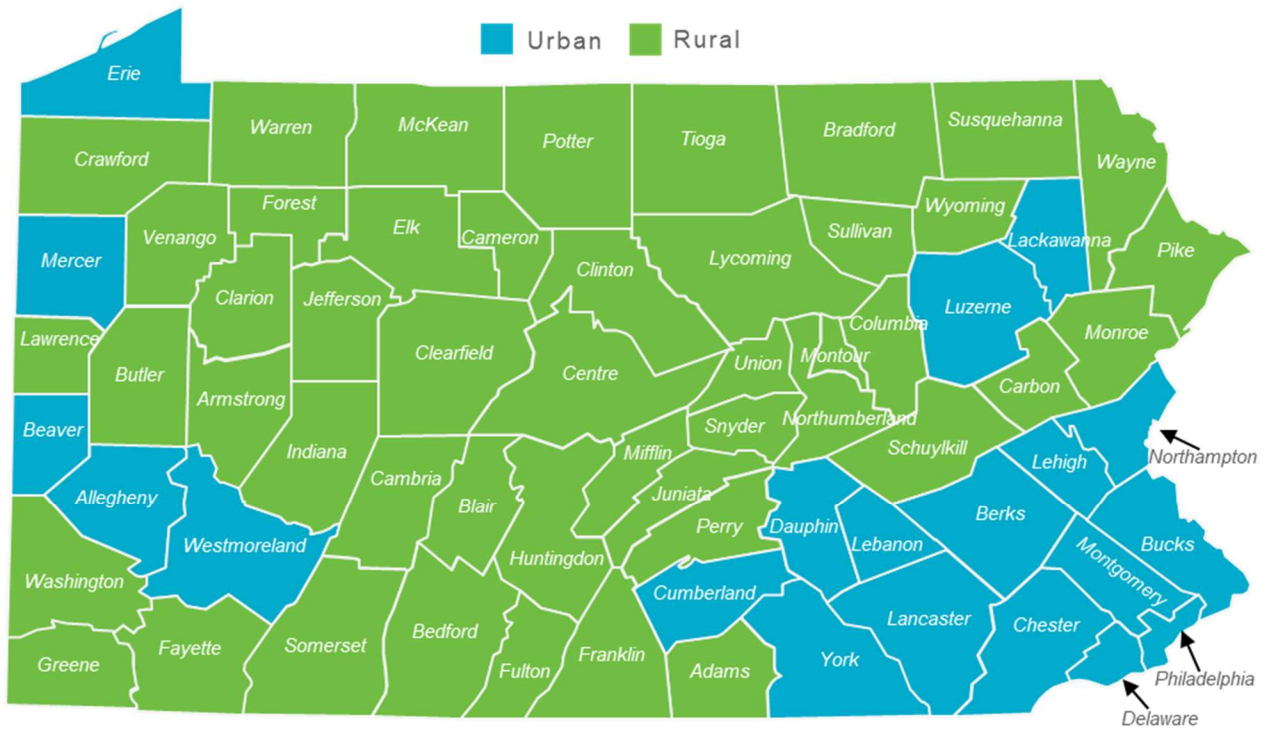 Urban
Rural
Erie
Warren
McKean
Potter
Tioga
Bradford
Susquehanna
Wayne
Crawford
Forest
Elk
Cameron
Venango
Clinton
Lycoming
Sullivan
Wyoming
Lackawanna
Pike
Mercer
Clarion
Jefferson
Luzerne
Columbia
Monroe
Lawrence
Butler
Clearfield
Centre
Union
Montour
Carbon
Armstrong
Snyder
Northumberland
Schuylkill
Beaver
Indiana
Mifflin
Lehigh
Northampton
Allegheny
Cambria
Blair
Juniata
Perry
Dauphin
Lebanon
Berks
Bucks
Westmoreland
Huntingdon
Montgomery
Washington
Cumberland
Lancaster
Chester
Greene
Fayette
Somerset
Bedford
Fulton
Franklin
Adams
York
Philadelphia
Delaware